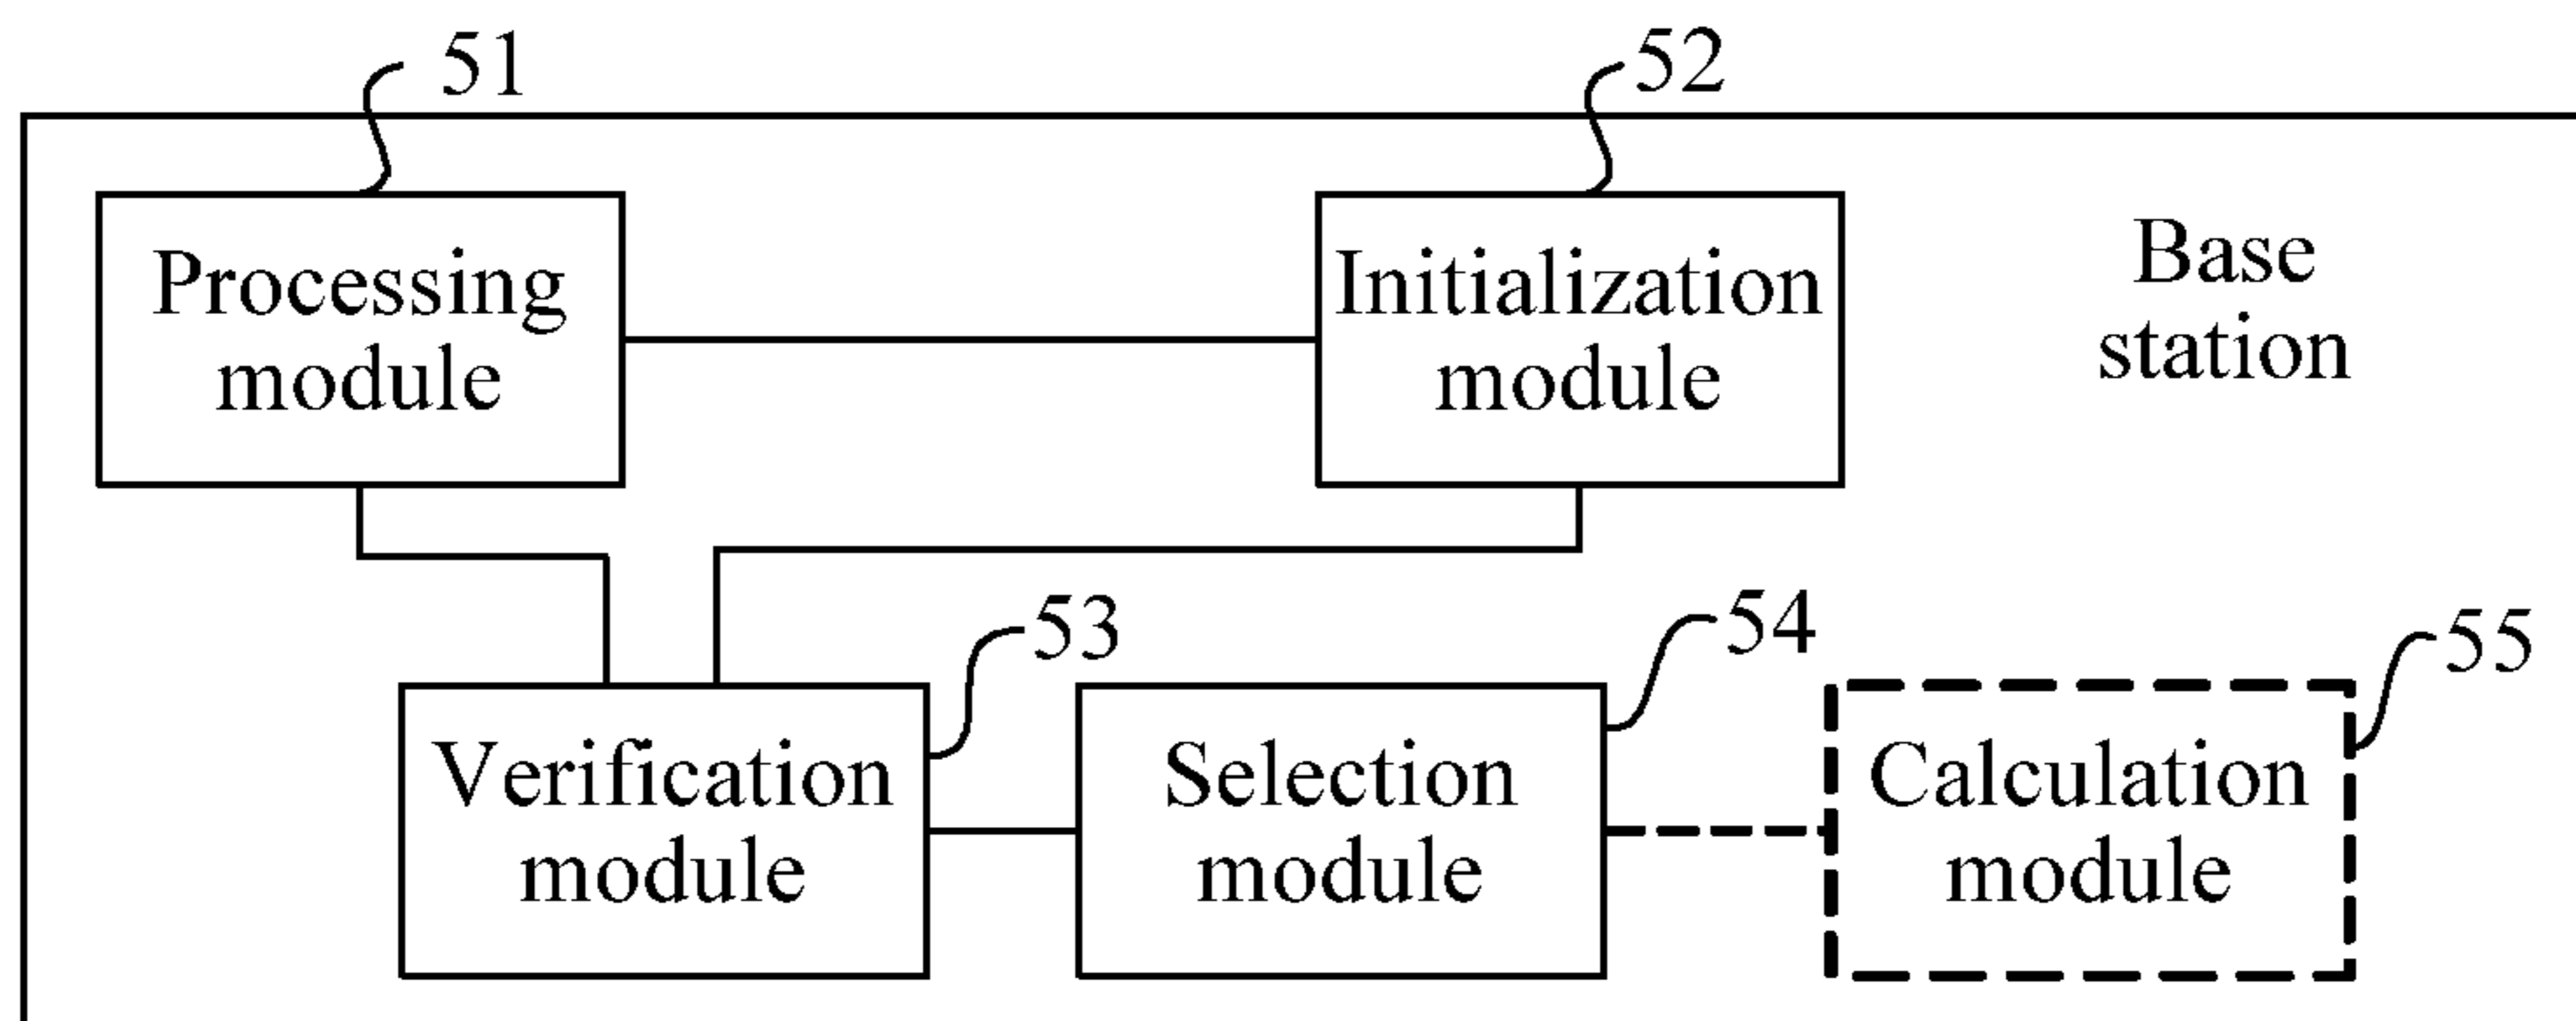 51
52
Processing
module
Initialization
module
Base
station
53
54
55
Verification
module
Selection
module
Calculation
module